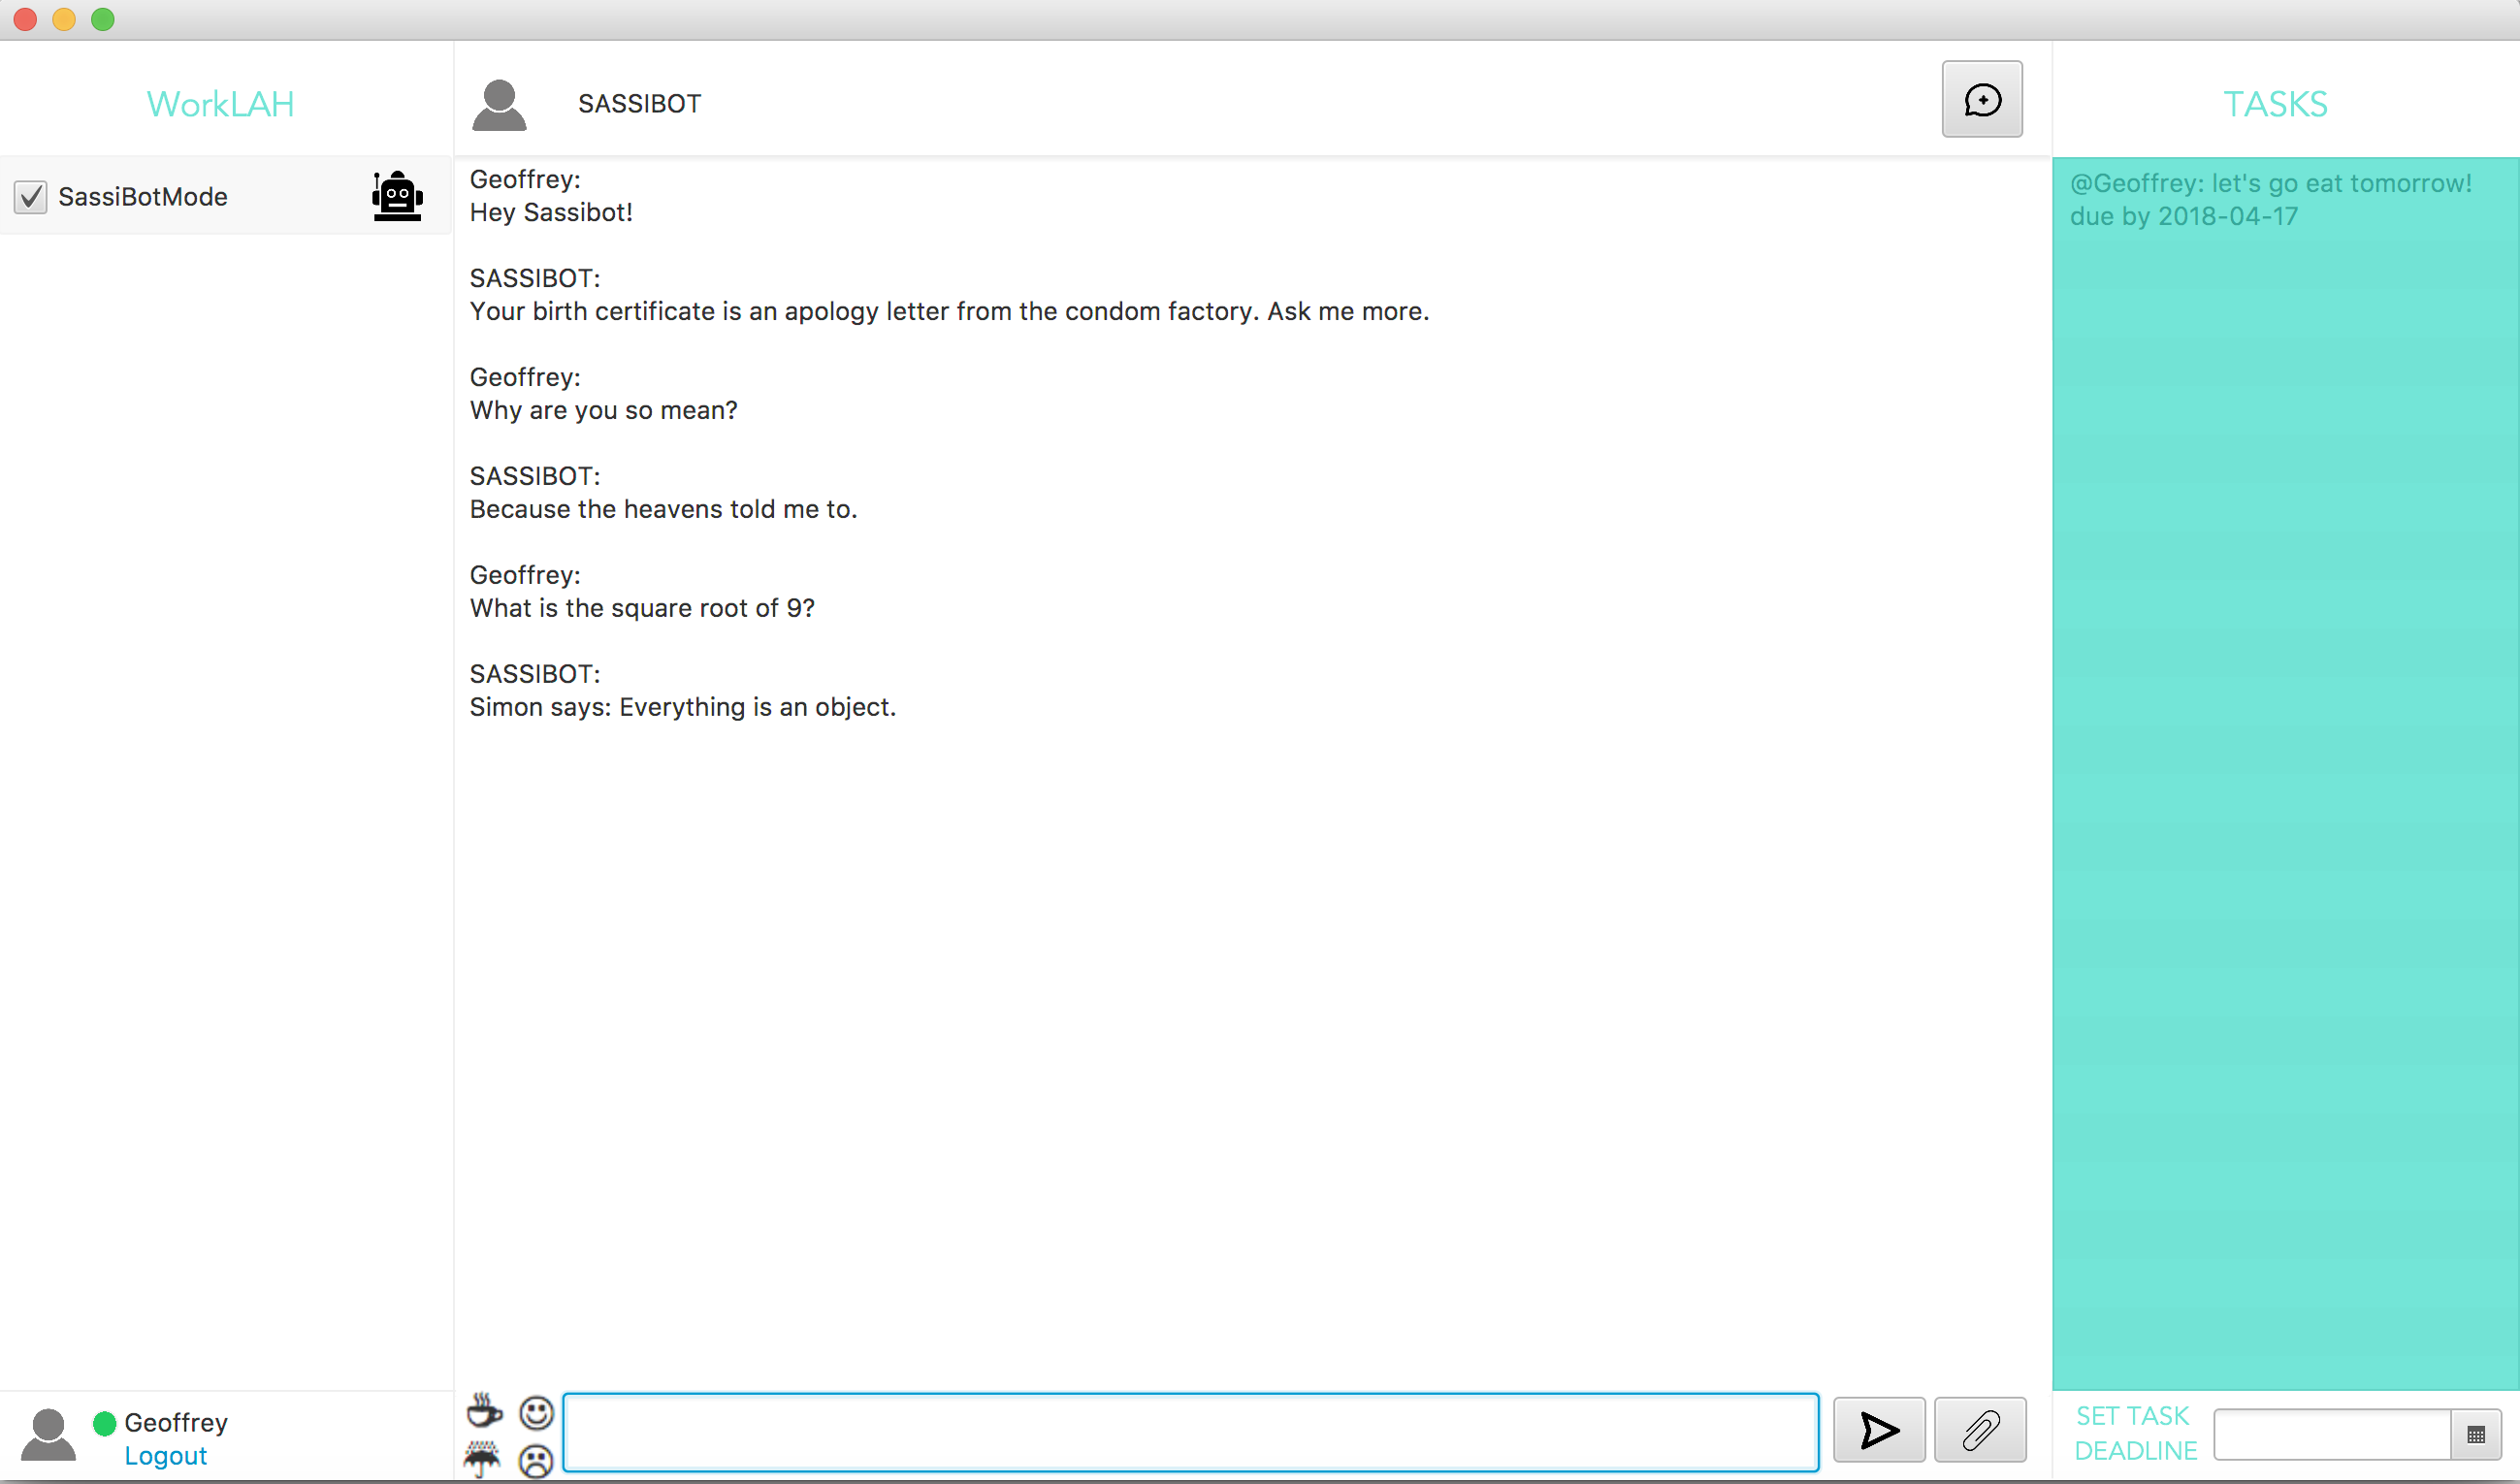 WorkLAH
SASSIBOT
TASKS
SassiBotMode
Geoffrey:
Hey Sassibot!
SASSIBOT:
Your birth certificate is an apology letter from the condom factory. Ask me more.
Geoffrey:
Why are you so mean?
SASSIBOT:
Because the heavens told me to.
Geoffrey:
What is the square root of 9?
SASSIBOT:
Simon says: Everything is an object.
@Geoffrey: let's go eat tomorrow!
due by 2018-04-17
Geoffrey
Logout
SET TASK
DEADLINE